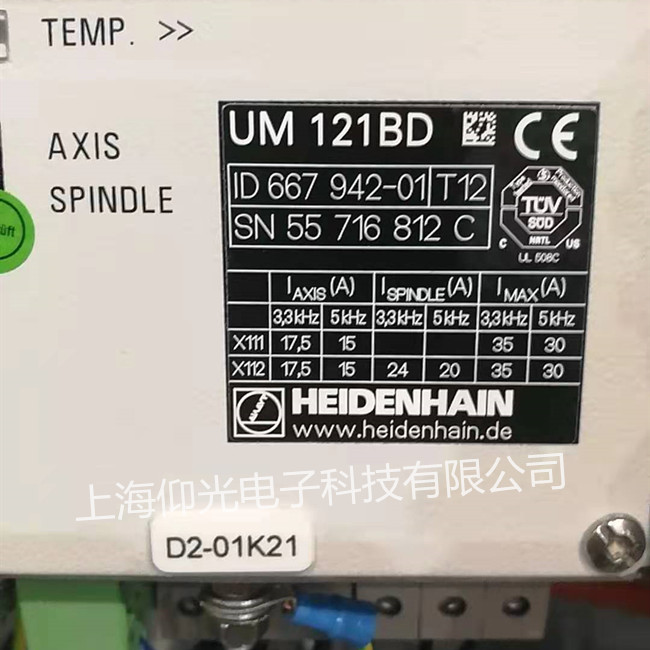 TEMP. >>
AXIS
SPINDLE
UM 121BD
CE
ID 667 942-01 T12
SN 55 716 812 C
TÜV
SÜD
C NRTL US
UL 508C
I AXIS (A) I SPINDLE (A) I MAX (A)
3,3kHz 5kHz 3,3kHz 5kHz 3,3kHz 5kHz
X111 17,5 15 35 30
X112 17,5 15 24 20 35 30
HEIDENHAIN
www.heidenhain.de
上海仰光电子科技有限公司
D2-01K21